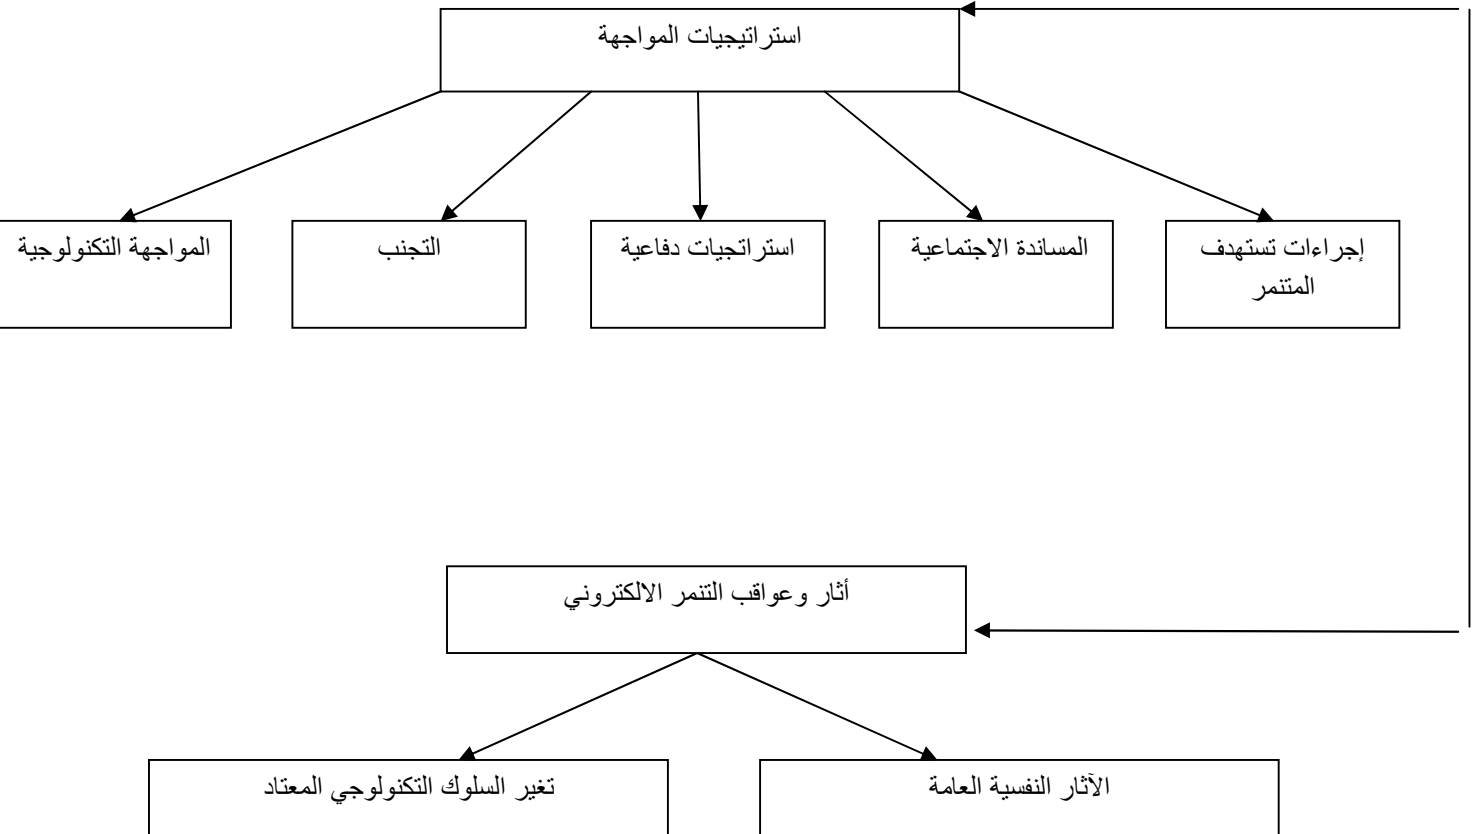 استراتيجيات المواجهة
إجراءات تستهدف
المتنمر
المساندة الاجتماعية
استراتجيات دفاعية
التجنب
المواجهة التكنولوجية
أثار وعواقب التنمر الالكتروني
الآثار النفسية العامة
تغير السلوك التكنولوجي المعتاد